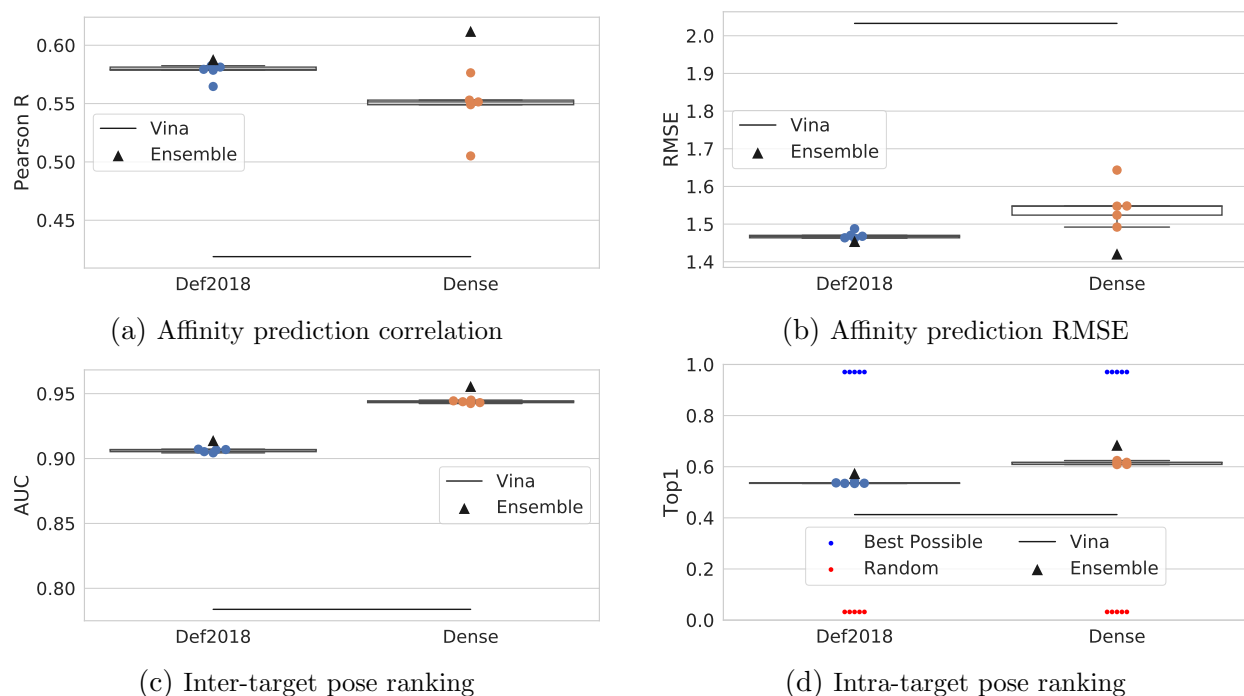 0.60
0.55
0.50
0.45
Pearson R
Vina
Ensemble
Def2018
Dense
(a) Affinity prediction correlation
2.0
1.9
1.8
1.7
1.6
1.5
1.4
RMSE
Vina
Ensemble
Def2018
Dense
(b) Affinity prediction RMSE
0.95
0.90
0.85
0.80
AUC
Vina
Ensemble
Def2018
Dense
(c) Inter-target pose ranking
1.0
0.8
0.6
0.4
0.2
0.0
Top1
Best Possible
Random
Vina
Ensemble
Def2018
Dense
(d) Intra-target pose ranking